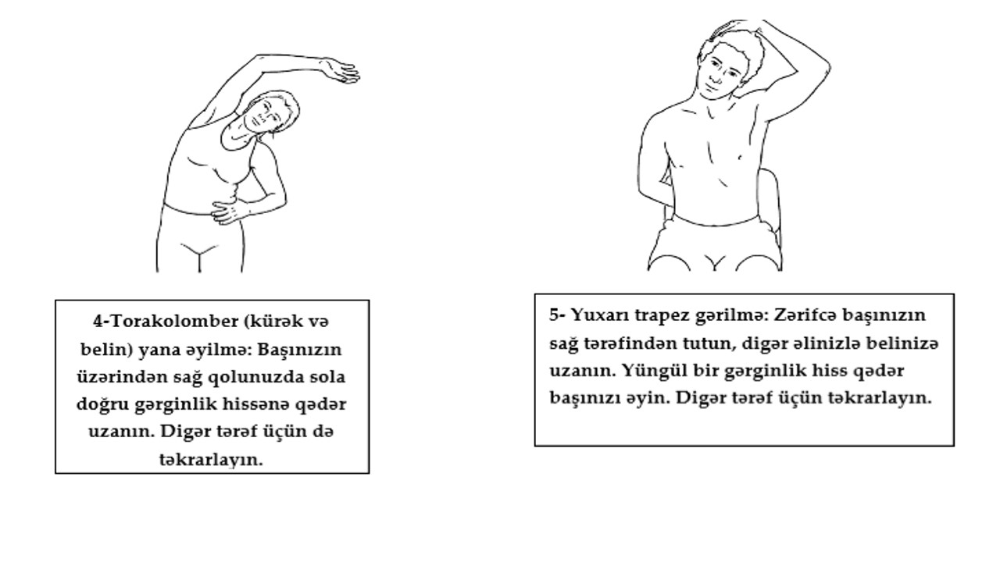 4-Torakolomber (kürək və
belin) yana əyilmə: Başınızın
üzərindən sağ qolunuzda sola
doğru gərginlik hissənə qədər
uzanın. Digər tərəf üçün də
təkrarlayın.
5- Yuxarı trapez gərilmə: Zərifcə başınızın
sağ tərəfindən tutun, digər əlinizlə belinizə
uzanın. Yüngül bir gərginlik hiss qədər
başınızı əyin. Digər tərəf üçün təkrarlayın.